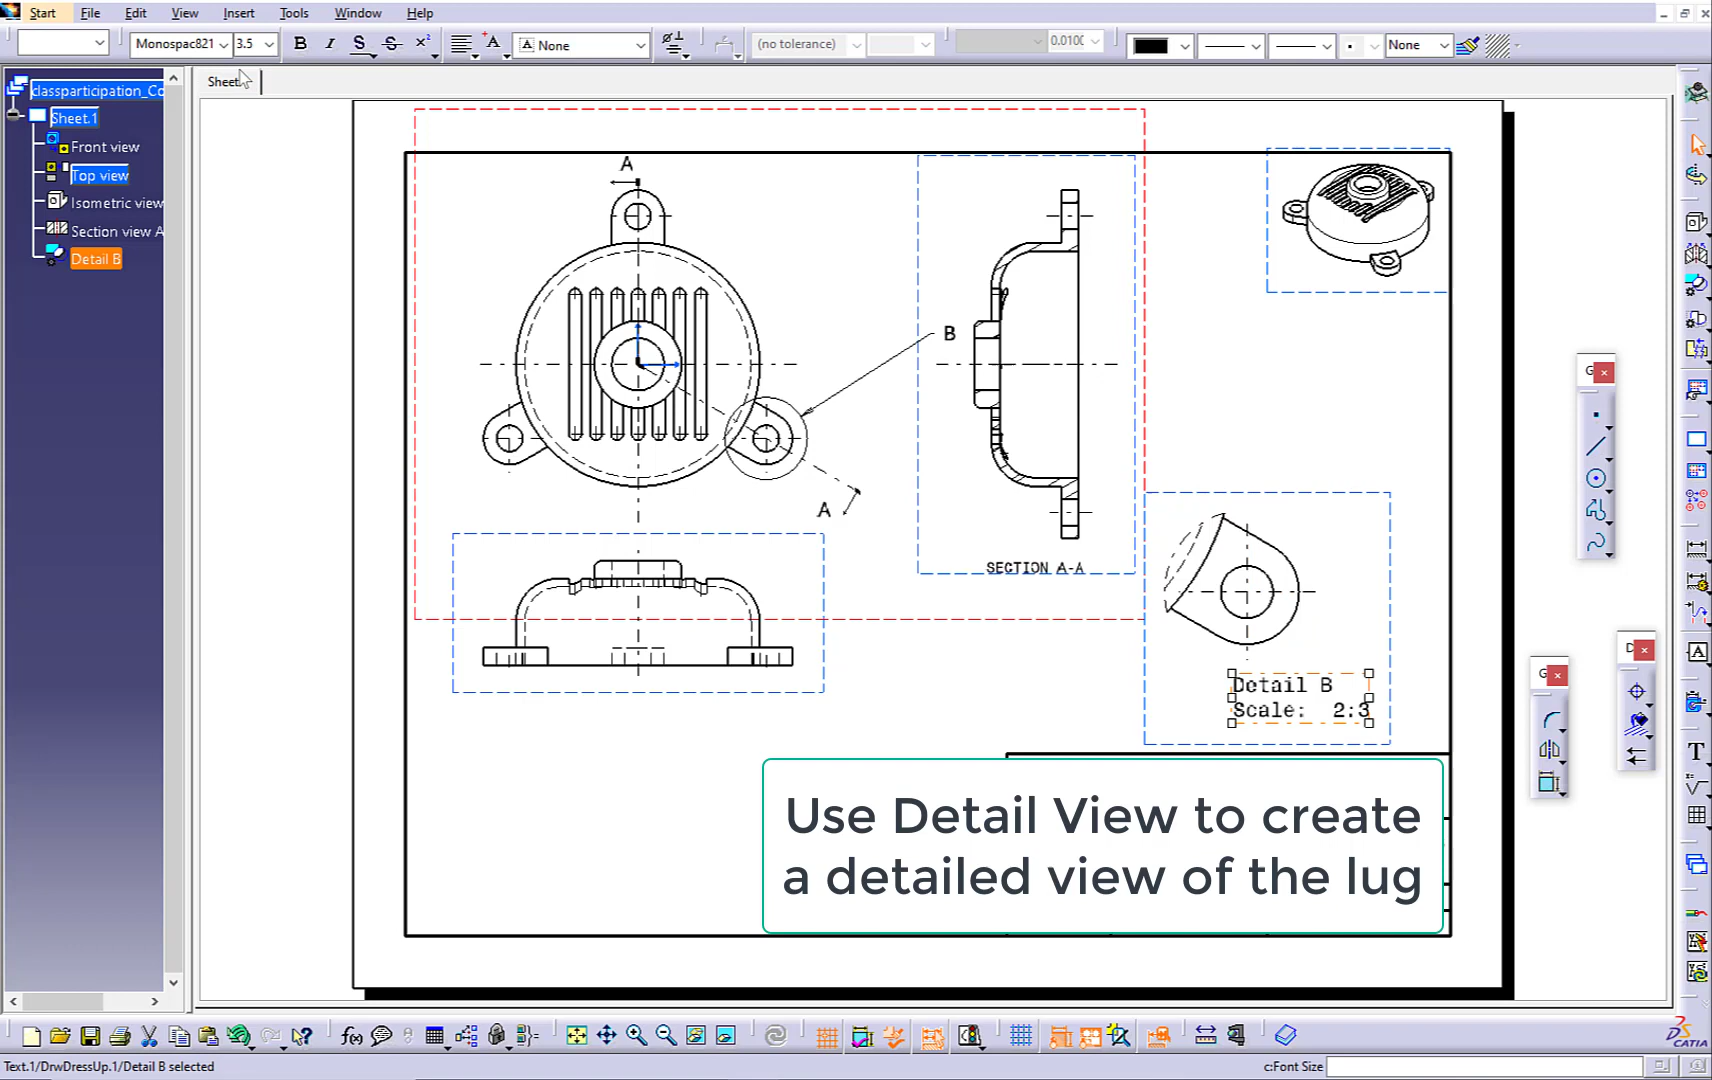 Start File Edit View Insert Tools Window Help
Monospac821 3.5 B I S S None (no tolerance) 0.010 None
classparticipation_Co
Sheet.1
Front view
Top view
Isometric view
Section view A
Detail B
Sheet
A
B
A
SECTION A-A
Detail B
Scale: 2:3
Use Detail View to create
a detailed view of the lug
Text.1/DrwDressUp.1/Detail B selected
c:Font Size
CATIA